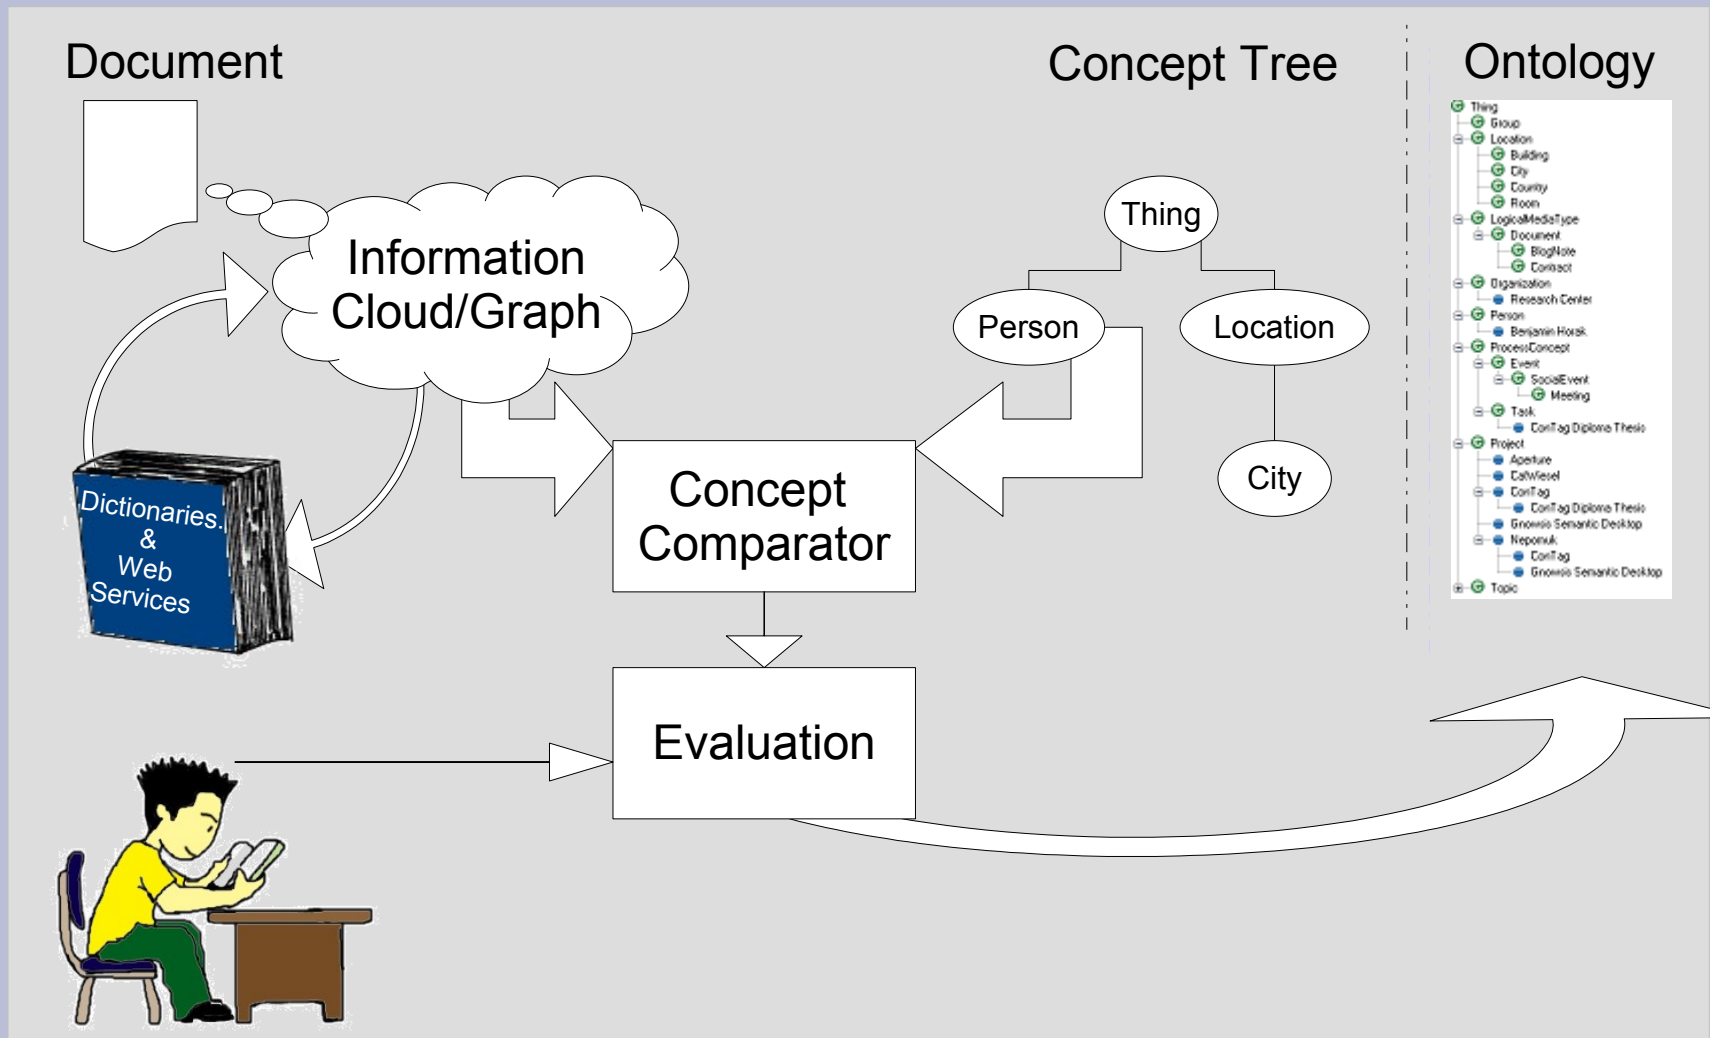 Document
Concept Tree
Ontology
Information
Cloud/Graph
Thing
Person
Location
City
Dictionaries.
&
Web
Services
Concept
Comparator
Evaluation
Thing
Group
Location
Building
City
Country
Room
LogicalMediaType
Document
BlogNote
Contract
Organization
Research Center
Person
Benjamin Horak
ProcessConcept
Event
SocialEvent
Meeting
Task
ConTag Diploma Thesis
Project
Aperture
CatWiesel
ConTag
ConTag Diploma Thesis
Gnowsis Semantic Desktop
Nepomuk
ConTag
Gnowsis Semantic Desktop
Topic